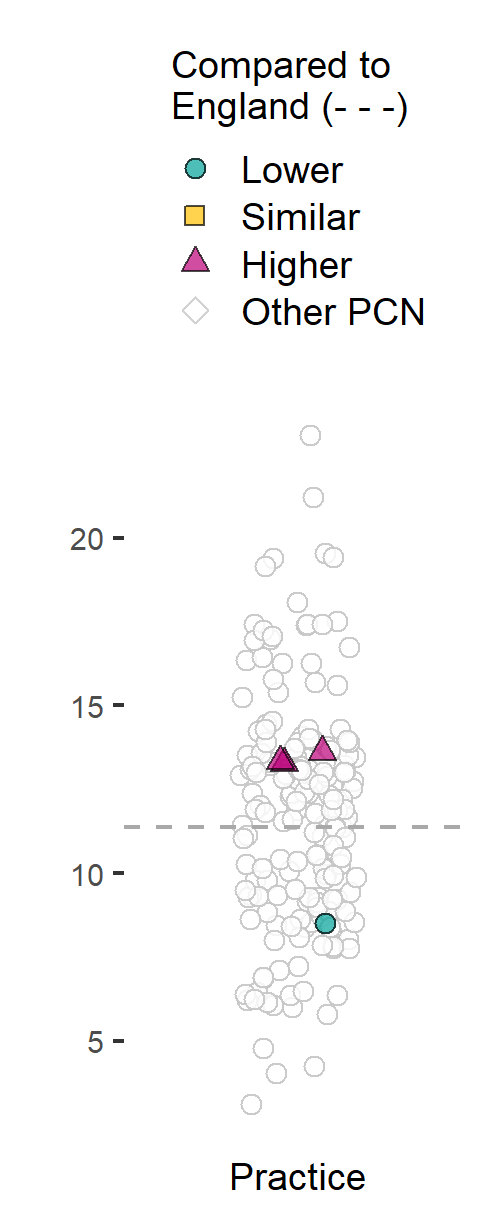 Compared to
England (- - -)
Lower
Similar
Higher
Other PCN
20
15
10
5
Practice